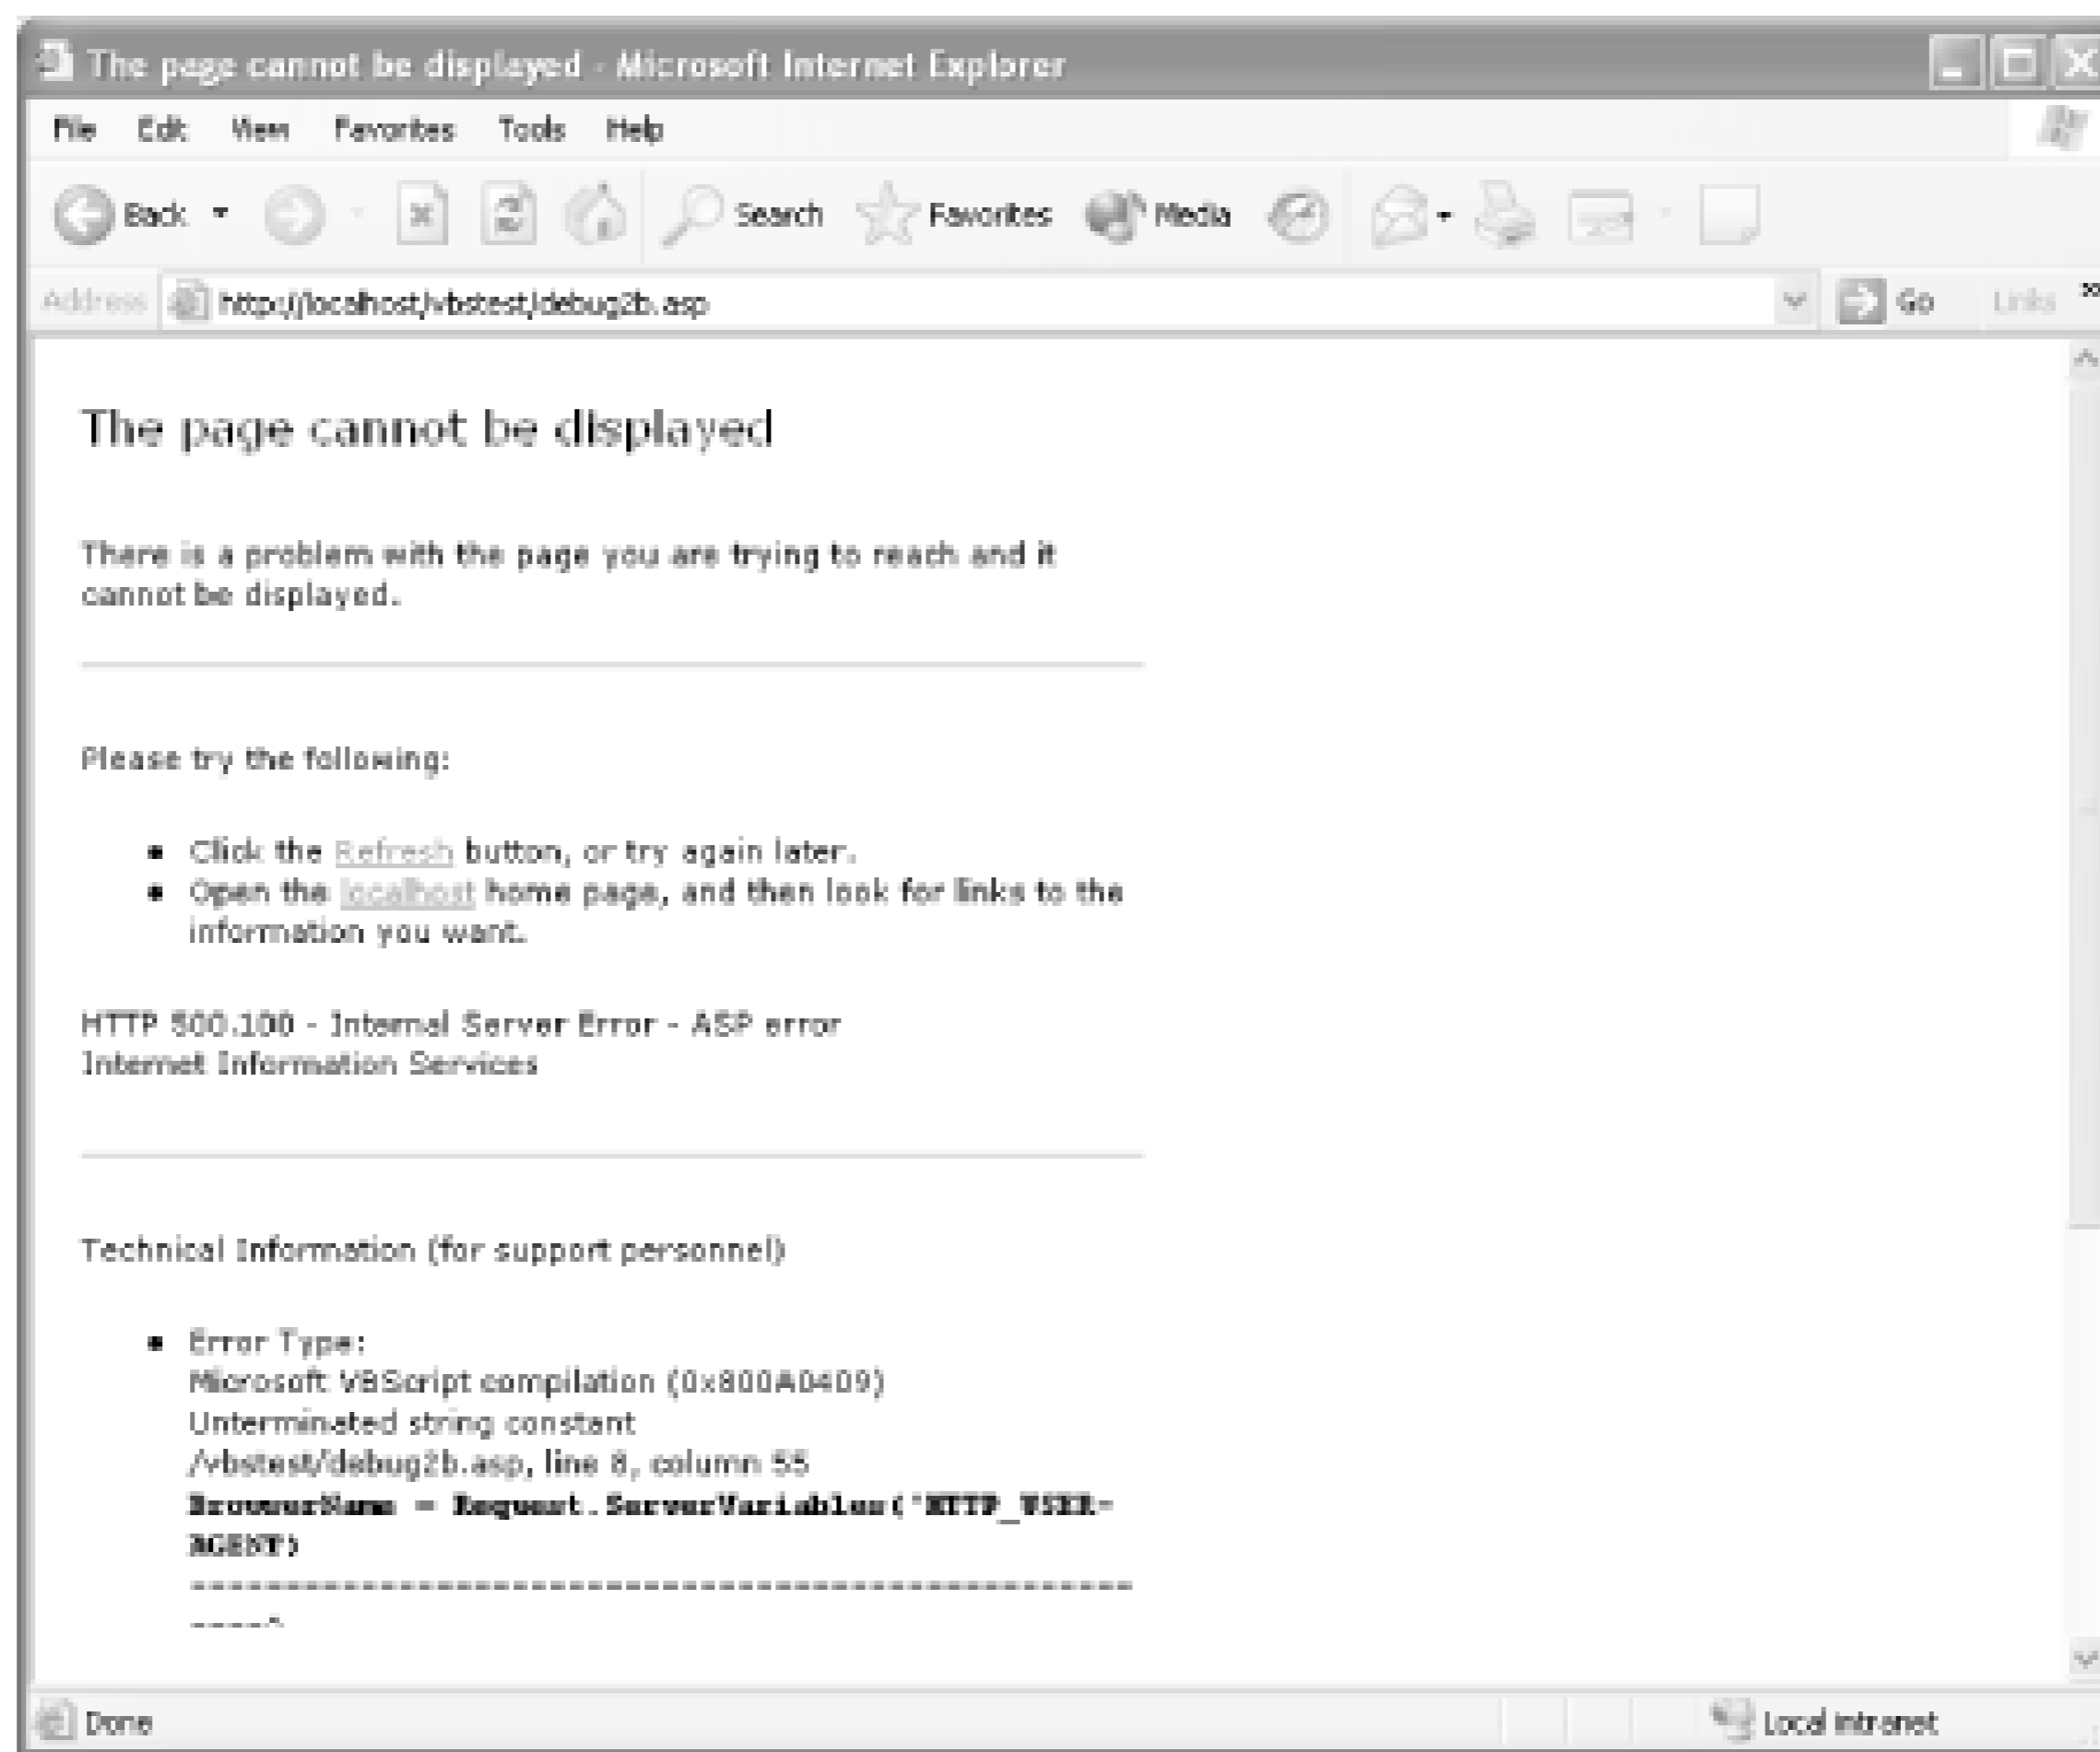 The page cannot be displayed - Microsoft Internet Explorer
File Edit View Favorites Tools Help
Back Search Favorites Media
Address http://localhost/vbstest/debug2b.asp Go Links »
The page cannot be displayed
There is a problem with the page you are trying to reach and it
cannot be displayed.
Please try the following:
• Click the Refresh button, or try again later.
• Open the localhost home page, and then look for links to the
information you want.
HTTP 500.100 - Internal Server Error - ASP error
Internet Information Services
Technical Information (for support personnel)
• Error Type:
Microsoft VBScript compilation (0x800A0409)
Unterminated string constant
/vbstest/debug2b.asp, line 8, column 55
BrowserName = Request.ServerVariables("HTTP_USER-
AGENT)
----------------------------------------------------
----^
Done Local intranet